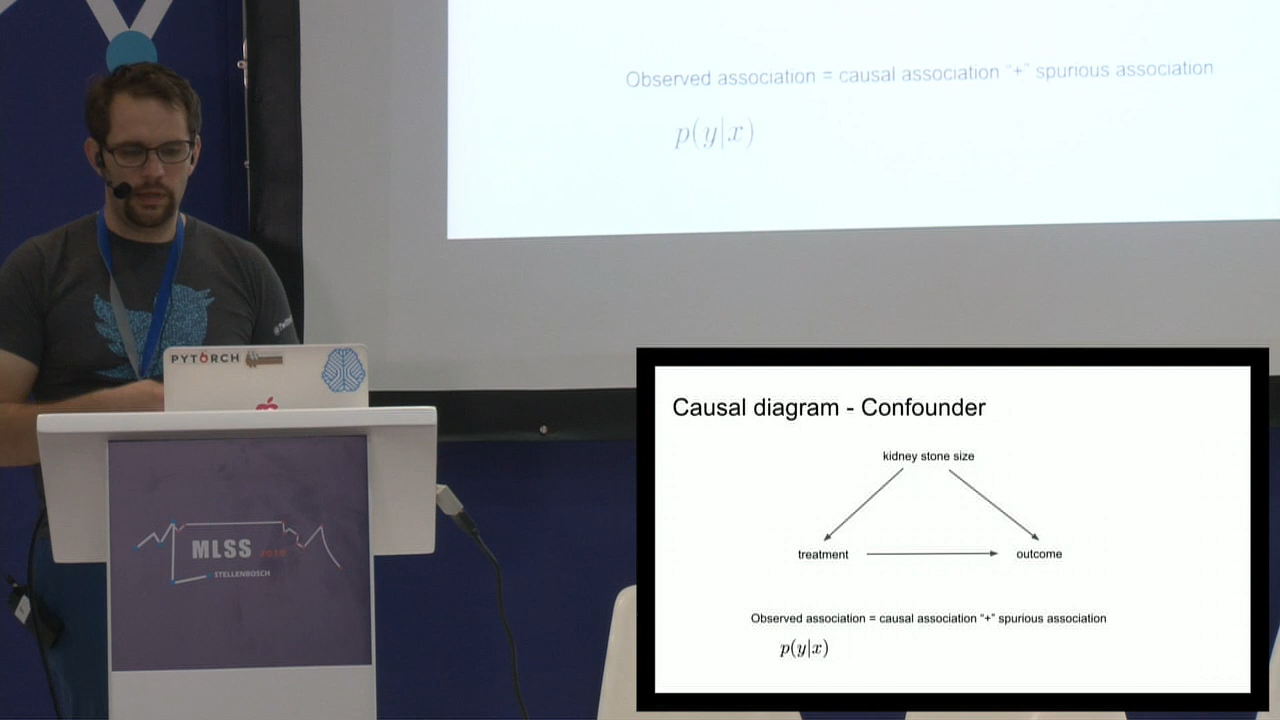 Observed association = causal association "+" spurious association
p(y|x)
PYTORCH
MLSS 2020
STELLENBOSCH
Causal diagram - Confounder
kidney stone size
treatment
outcome
Observed association = causal association "+" spurious association
p(y|x)